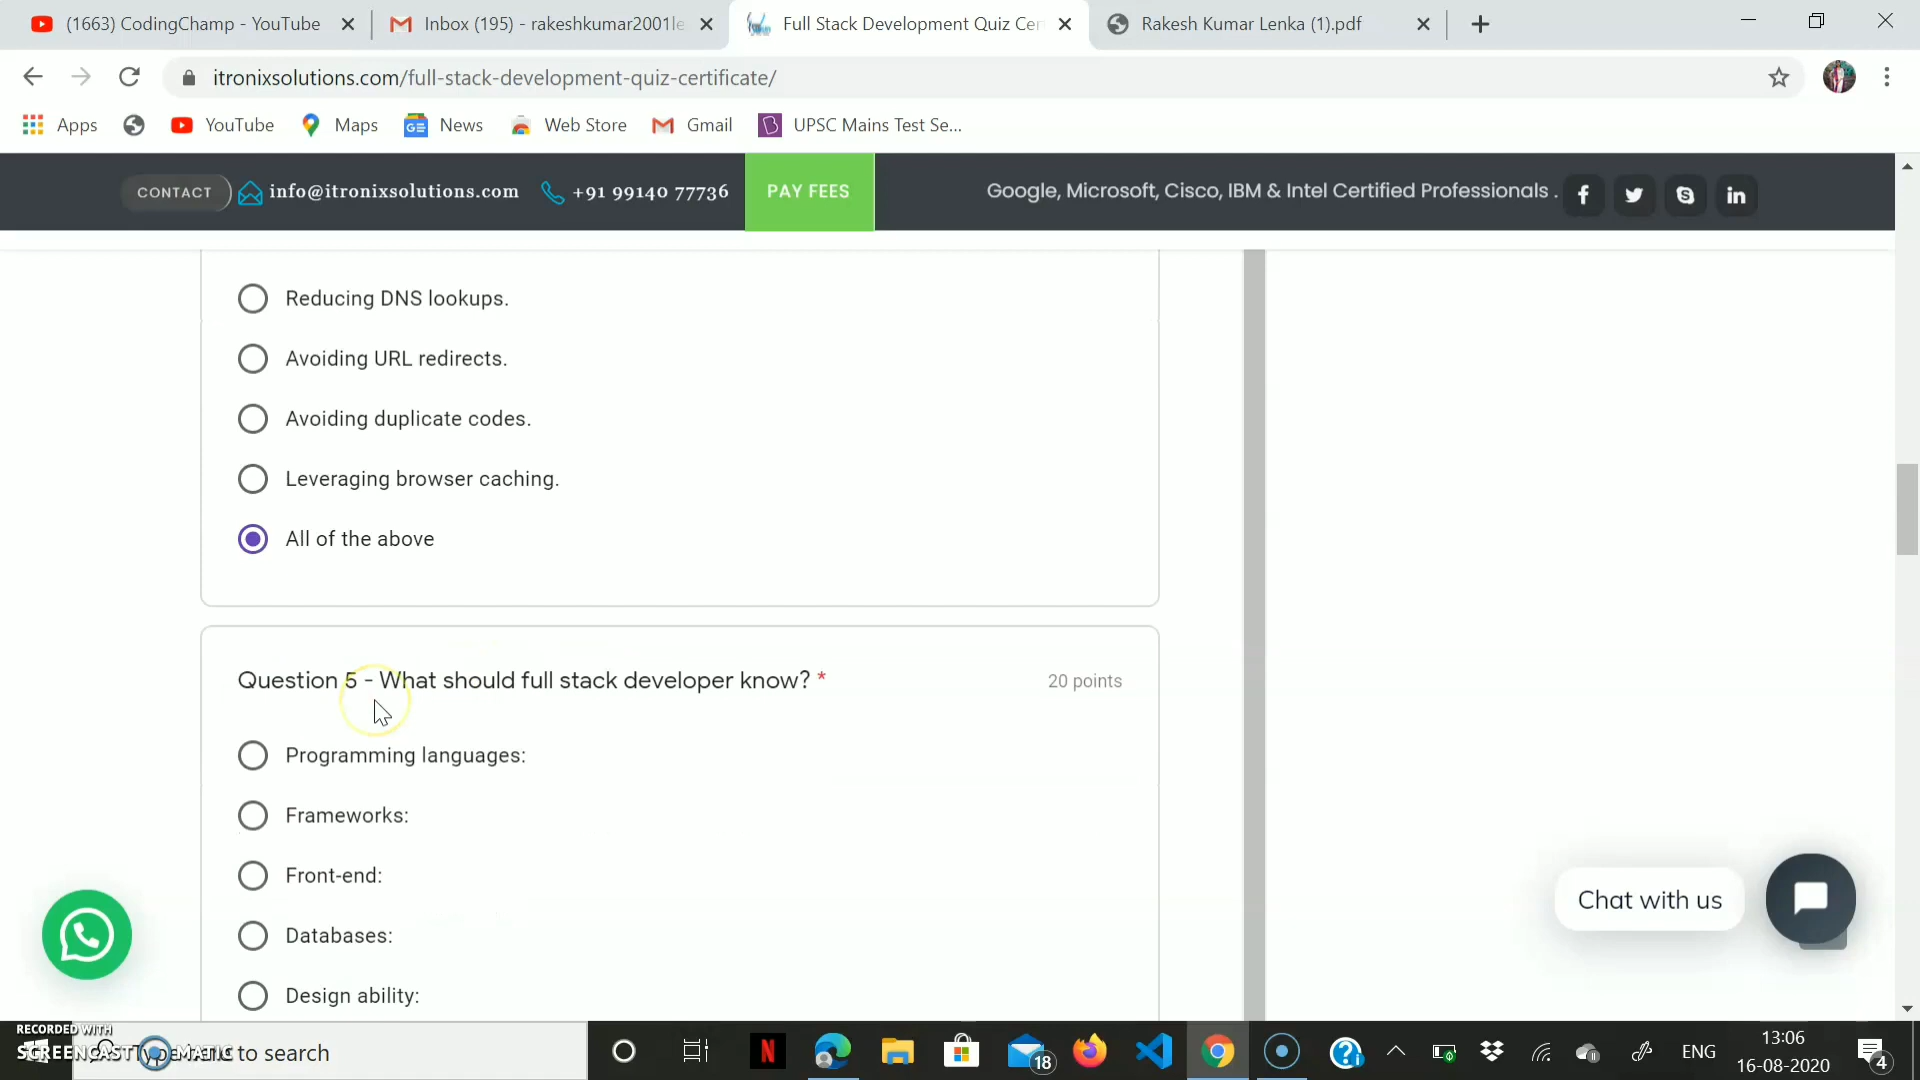 (1663) CodingChamp - YouTube
Inbox (195) - rakeshkumar2001le
Full Stack Development Quiz Cer
Rakesh Kumar Lenka (1).pdf
itronixsolutions.com/full-stack-development-quiz-certificate/
Apps
YouTube
Maps
News
Web Store
Gmail
UPSC Mains Test Se...
CONTACT
info@itronixsolutions.com
+91 99140 77736
PAY FEES
Google, Microsoft, Cisco, IBM & Intel Certified Professionals .
Reducing DNS lookups.
Avoiding URL redirects.
Avoiding duplicate codes.
Leveraging browser caching.
All of the above
Question 5 - What should full stack developer know? *
20 points
Programming languages:
Frameworks:
Front-end:
Databases:
Design ability:
Chat with us
RECORDED WITH
SCREENCAST MATIC
to search
18
ENG
13:06
16-08-2020
4